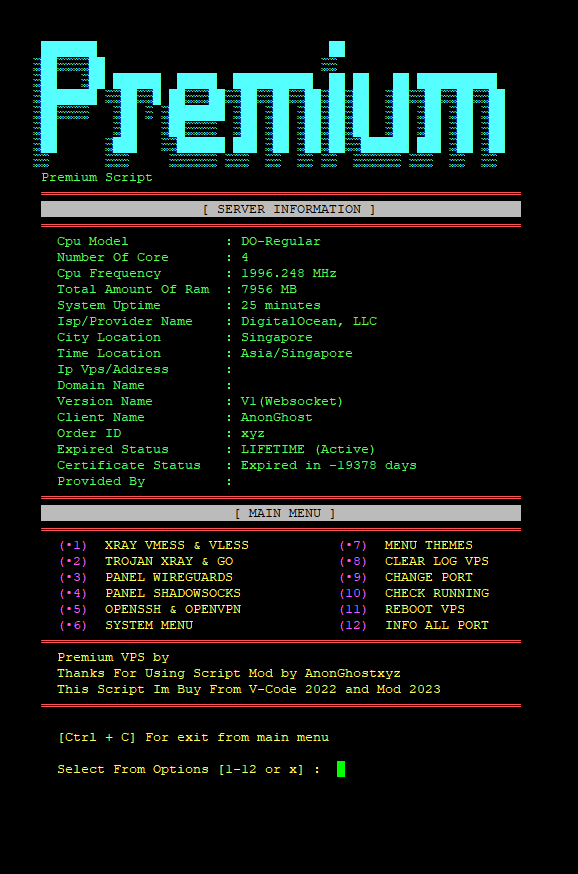 Premium
Premium Script
[ SERVER INFORMATION ]
Cpu Model : DO-Regular
Number Of Core : 4
Cpu Frequency : 1996.248 MHz
Total Amount Of Ram : 7956 MB
System Uptime : 25 minutes
Isp/Provider Name : DigitalOcean, LLC
City Location : Singapore
Time Location : Asia/Singapore
Ip Vps/Address :
Domain Name :
Version Name : V1(Websocket)
Client Name : AnonGhost
Order ID : xyz
Expired Status : LIFETIME (Active)
Certificate Status : Expired in -19378 days
Provided By :
[ MAIN MENU ]
(•1) XRAY VMESS & VLESS (•7) MENU THEMES
(•2) TROJAN XRAY & GO (•8) CLEAR LOG VPS
(•3) PANEL WIREGUARDS (•9) CHANGE PORT
(•4) PANEL SHADOWSOCKS (10) CHECK RUNNING
(•5) OPENSSH & OPENVPN (11) REBOOT VPS
(•6) SYSTEM MENU (12) INFO ALL PORT
Premium VPS by
Thanks For Using Script Mod by AnonGhostxyz
This Script Im Buy From V-Code 2022 and Mod 2023
[Ctrl + C] For exit from main menu
Select From Options [1-12 or x] :